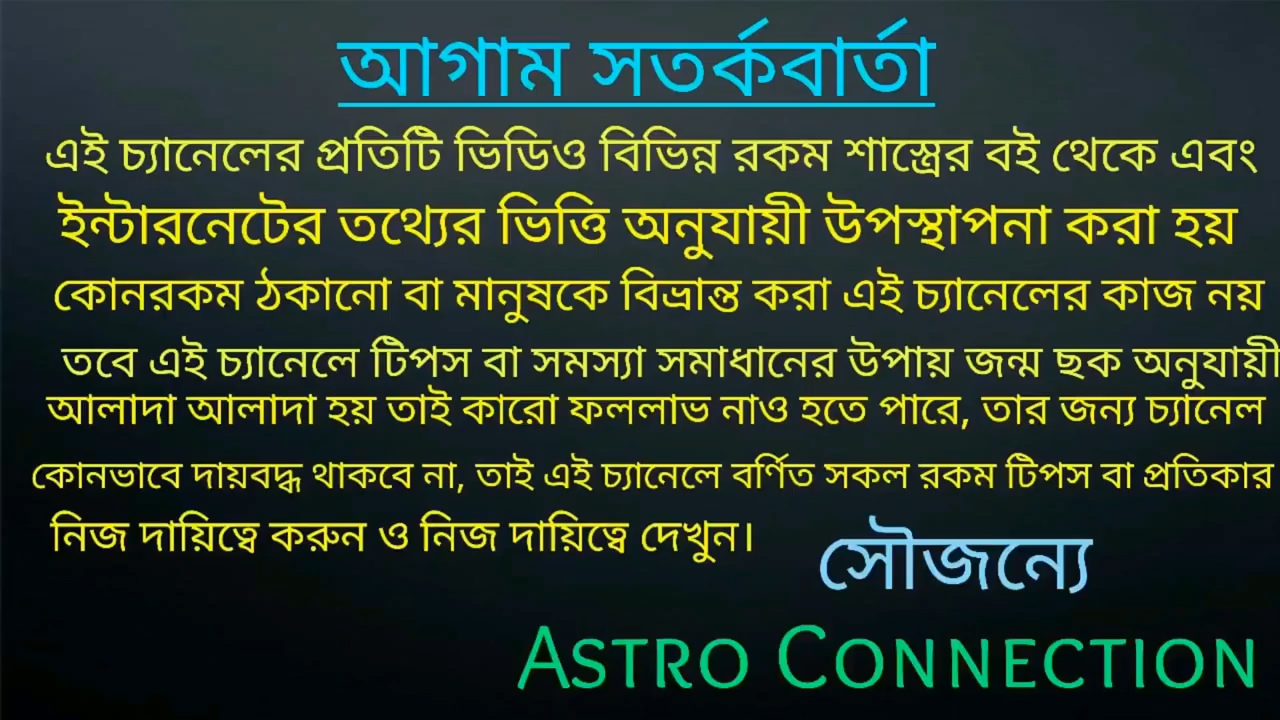 আগাম সতর্কবার্তা
এই চ্যানেলের প্রতিটি ভিডিও বিভিন্ন রকম শাস্ত্রের বই থেকে এবং
ইন্টারনেটের তথ্যের ভিত্তি অনুযায়ী উপস্থাপনা করা হয়
কোনরকম ঠকানো বা মানুষকে বিভ্রান্ত করা এই চ্যানেলের কাজ নয়
তবে এই চ্যানেলে টিপস বা সমস্যা সমাধানের উপায় জন্ম ছক অনুযায়ী
আলাদা আলাদা হয় তাই কারো ফললাভ নাও হতে পারে, তার জন্য চ্যানেল
কোনভাবে দায়বদ্ধ থাকবে না, তাই এই চ্যানেলে বর্ণিত সকল রকম টিপস বা প্রতিকার
নিজ দায়িত্বে করুন ও নিজ দায়িত্বে দেখুন।
সৌজন্যে
ASTRO CONNECTION